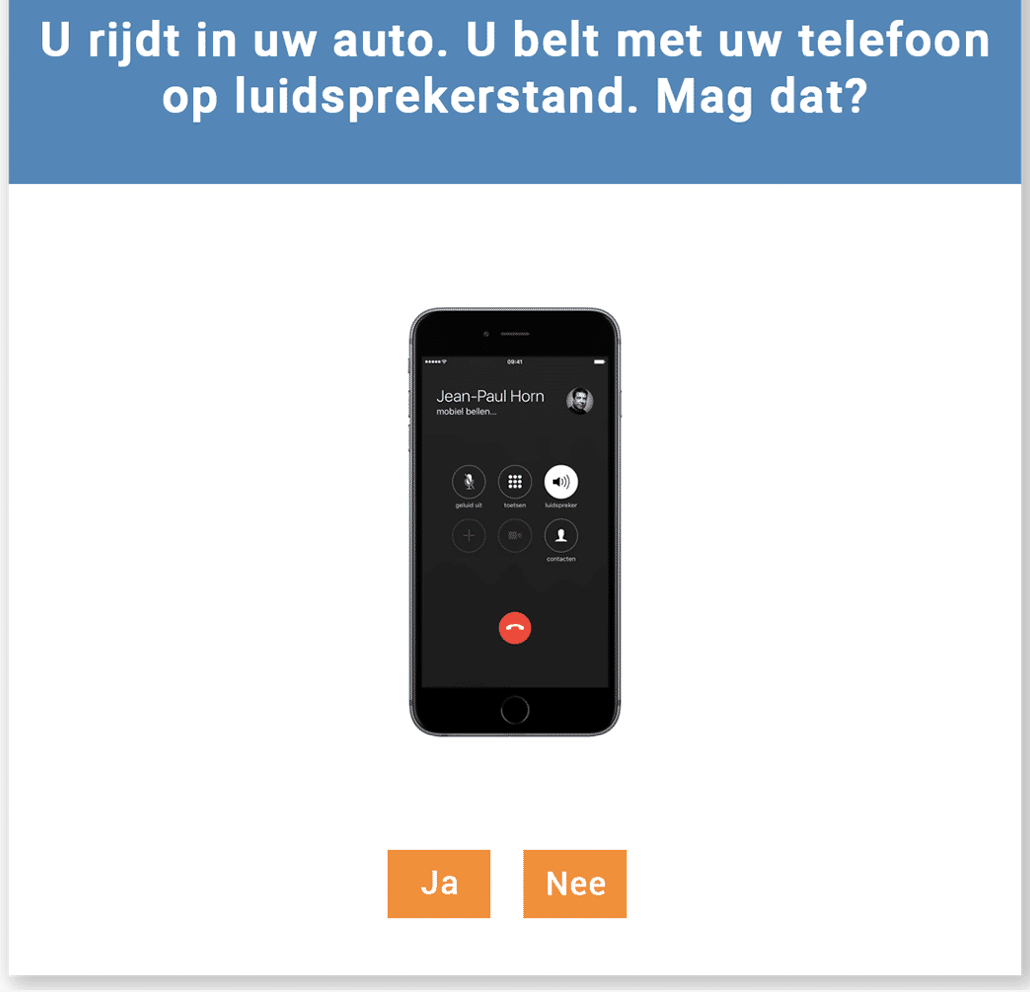 U rijdt in uw auto. U belt met uw telefoon
op luidsprekerstand. Mag dat?
09:41
Jean-Paul Horn
mobiel bellen...
geluid uit toetsen luidspreker
contacten
Ja Nee